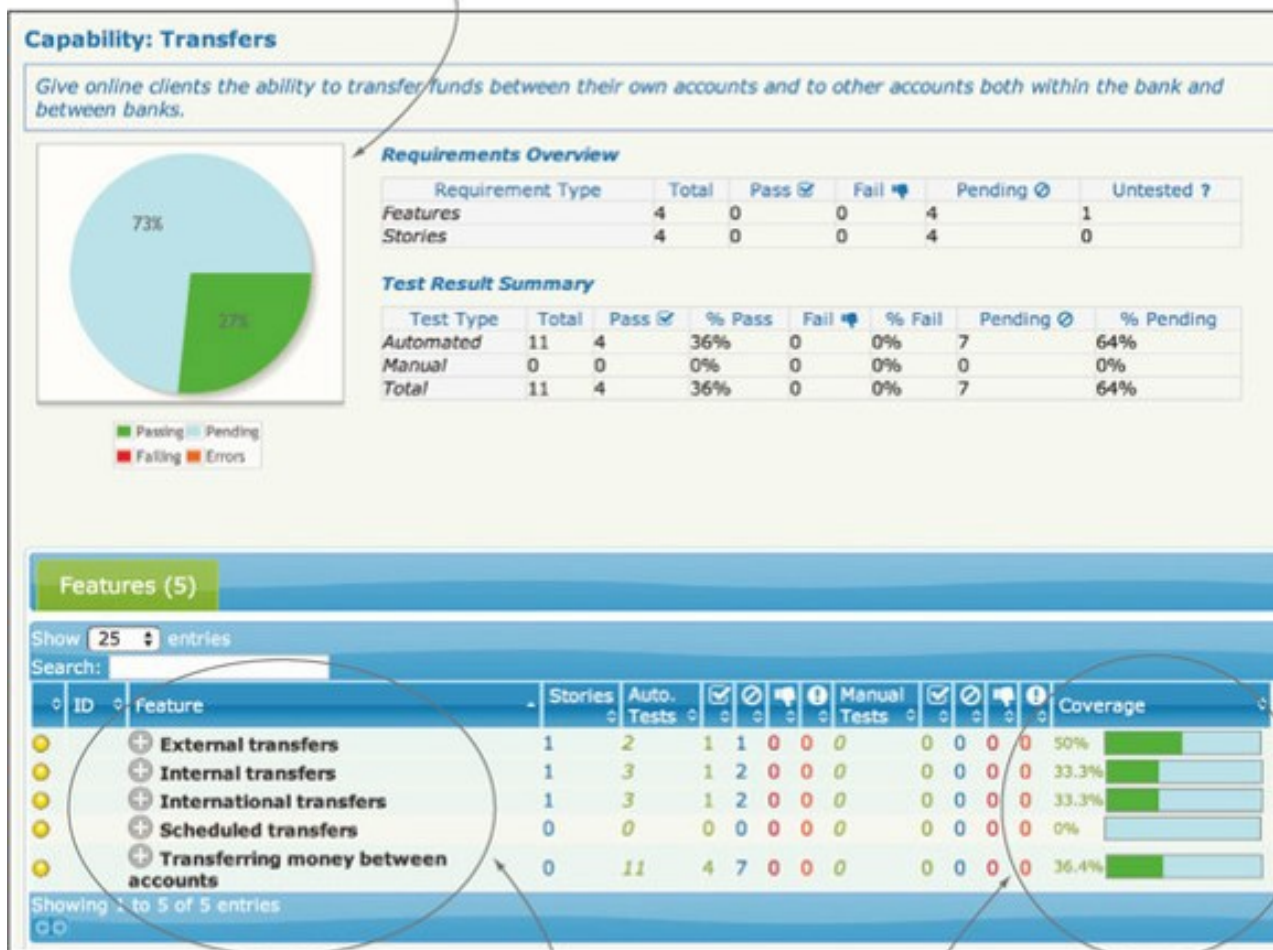 Capability: Transfers
Give online clients the ability to transfer funds between their own accounts and to other accounts both within the bank and
between banks.
73%
27%
Passing Pending
Failing Errors
Requirements Overview
Requirement Type Total Pass Fail Pending Untested ?
Features 4 0 0 4 1
Stories 4 0 0 4 0
Test Result Summary
Test Type Total Pass % Pass Fail % Fail Pending % Pending
Automated 11 4 36% 0 0% 7 64%
Manual 0 0 0% 0 0% 0 0%
Total 11 4 36% 0 0% 7 64%
Features (5)
Show 25 entries
Search:
ID Feature Stories Auto. Tests Manual Tests Coverage
External transfers 1 2 1 1 0 0 0 0 0 0 0 50%
Internal transfers 1 3 1 2 0 0 0 0 0 0 0 33.3%
International transfers 1 3 1 2 0 0 0 0 0 0 0 33.3%
Scheduled transfers 0 0 0 0 0 0 0 0 0 0 0 0%
Transferring money between
accounts 0 11 4 7 0 0 0 0 0 0 0 36.4%
Showing 1 to 5 of 5 entries